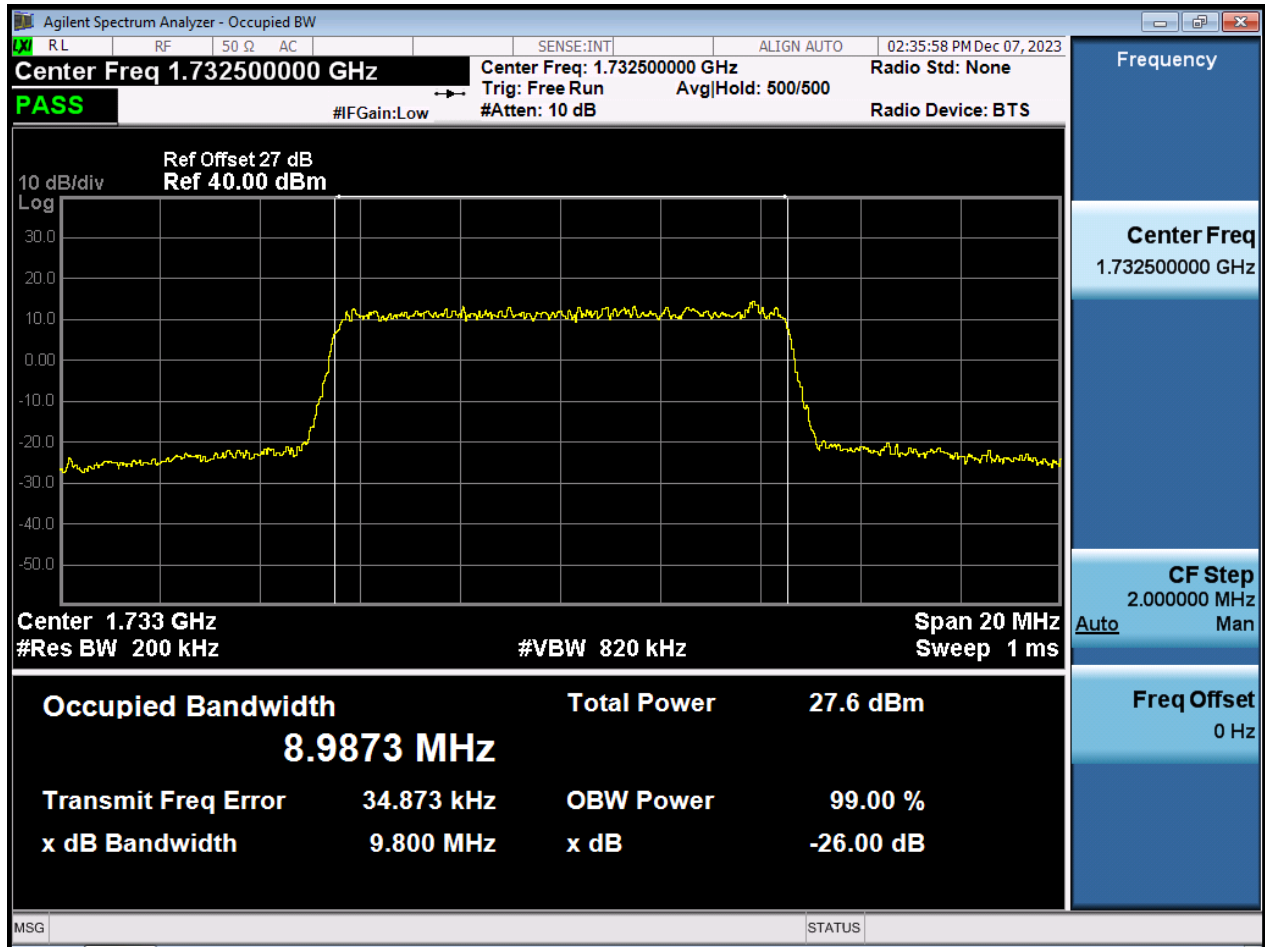 Agilent Spectrum Analyzer - Occupied BW
LXI RL RF 50 Ω AC SENSE:INT ALIGN AUTO 02:35:58 PM Dec 07, 2023
Center Freq 1.732500000 GHz
PASS
#IFGain:Low
Center Freq: 1.732500000 GHz
Trig: Free Run Avg|Hold: 500/500
#Atten: 10 dB
Radio Std: None
Radio Device: BTS
Ref Offset 27 dB
10 dB/div Ref 40.00 dBm
Log
30.0
20.0
10.0
0.00
-10.0
-20.0
-30.0
-40.0
-50.0
Center 1.733 GHz Span 20 MHz
#Res BW 200 kHz #VBW 820 kHz Sweep 1 ms
Occupied Bandwidth Total Power 27.6 dBm
8.9873 MHz
Transmit Freq Error 34.873 kHz OBW Power 99.00 %
x dB Bandwidth 9.800 MHz x dB -26.00 dB
MSG STATUS
Frequency
Center Freq
1.732500000 GHz
CF Step
2.000000 MHz
Auto Man
Freq Offset
0 Hz